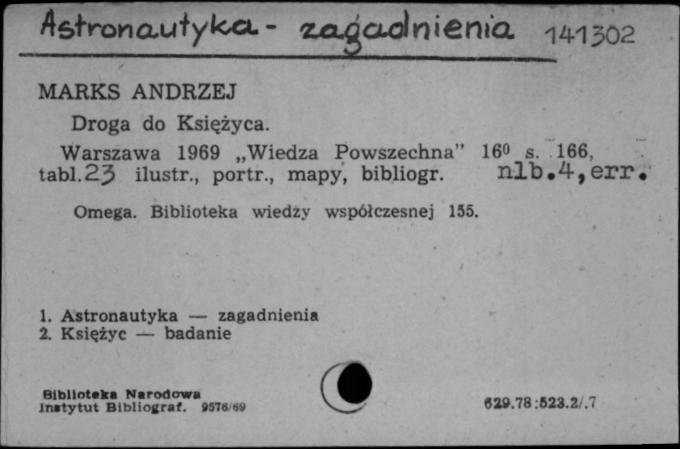 Astronautyka - zagadnienia 141302
MARKS ANDRZEJ
Droga do Księżyca.
Warszawa 1969 „Wiedza Powszechna” 16⁰ s. 166,
tabl.23 ilustr., portr., mapy, bibliogr. nlb.4,err.
Omega. Biblioteka wiedzy współczesnej 155.
1. Astronautyka — zagadnienia
2. Księżyc — badanie
Biblioteka Narodowa
Instytut Bibliograf. 9576/69
629.78:523.2/.7